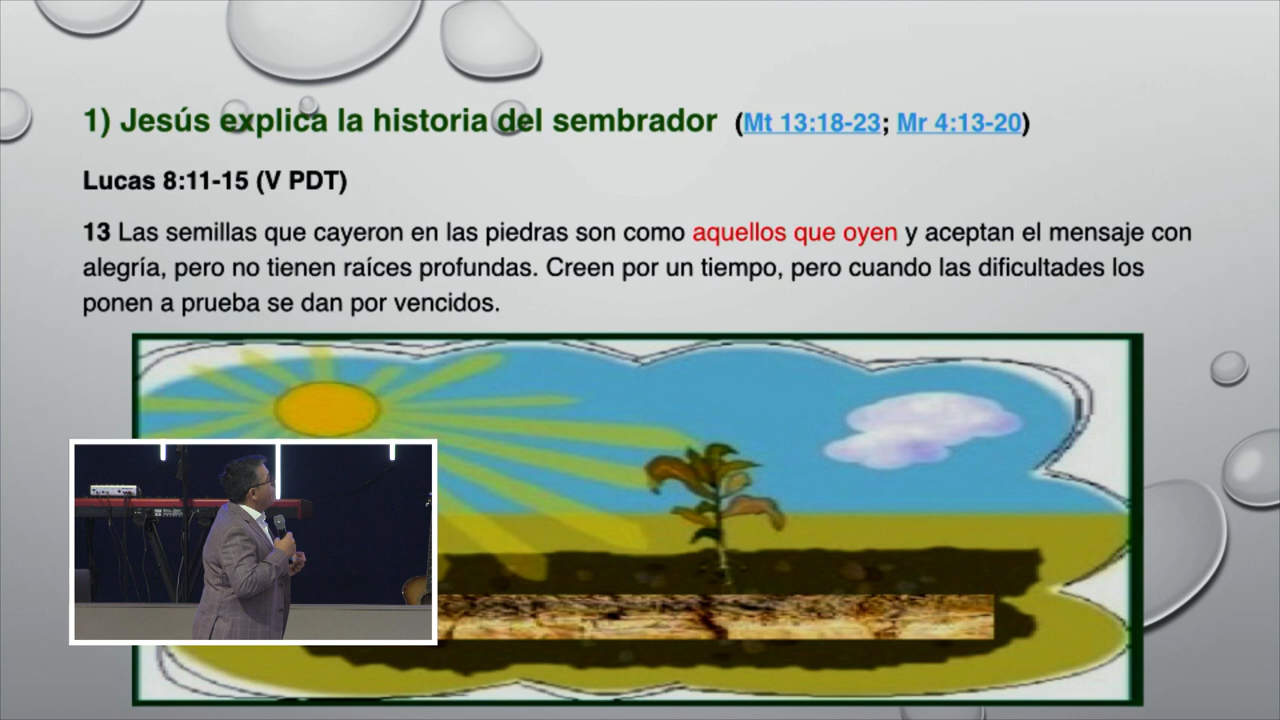 1) Jesús explica la historia del sembrador (Mt 13:18-23; Mr 4:13-20)
Lucas 8:11-15 (V PDT)
13 Las semillas que cayeron en las piedras son como aquellos que oyen y aceptan el mensaje con
alegría, pero no tienen raíces profundas. Creen por un tiempo, pero cuando las dificultades los
ponen a prueba se dan por vencidos.